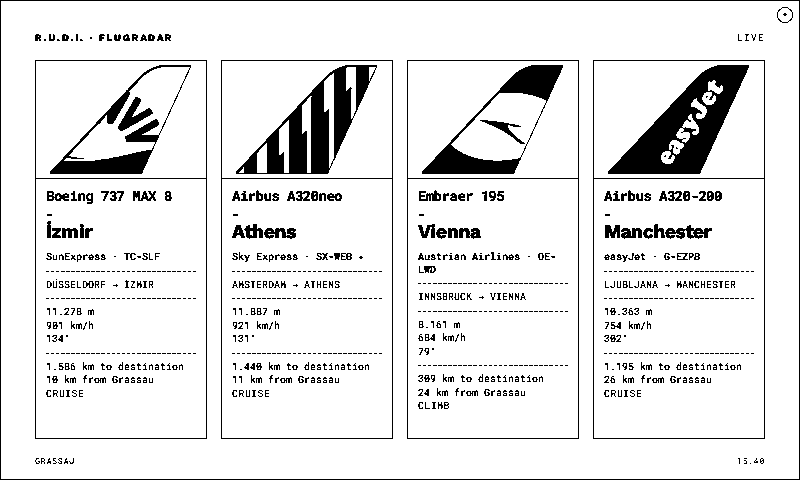 R.U.D.I. · FLUGRADAR
LIVE
easyJet
Boeing 737 MAX 8
–
İzmir
SunExpress · TC-SLF
DÜSSELDORF → İZMIR
11.278 m
901 km/h
134°
1.586 km to destination
10 km from Grassau
CRUISE
Airbus A320neo
–
Athens
Sky Express · SX-WEB ✦
AMSTERDAM → ATHENS
11.887 m
921 km/h
131°
1.440 km to destination
11 km from Grassau
CRUISE
Embraer 195
–
Vienna
Austrian Airlines · OE-
LWD
INNSBRUCK → VIENNA
8.161 m
684 km/h
79°
309 km to destination
24 km from Grassau
CLIMB
Airbus A320-200
–
Manchester
easyJet · G-EZPB
LJUBLJANA → MANCHESTER
10.363 m
754 km/h
302°
1.195 km to destination
26 km from Grassau
CRUISE
GRASSAU
15.40